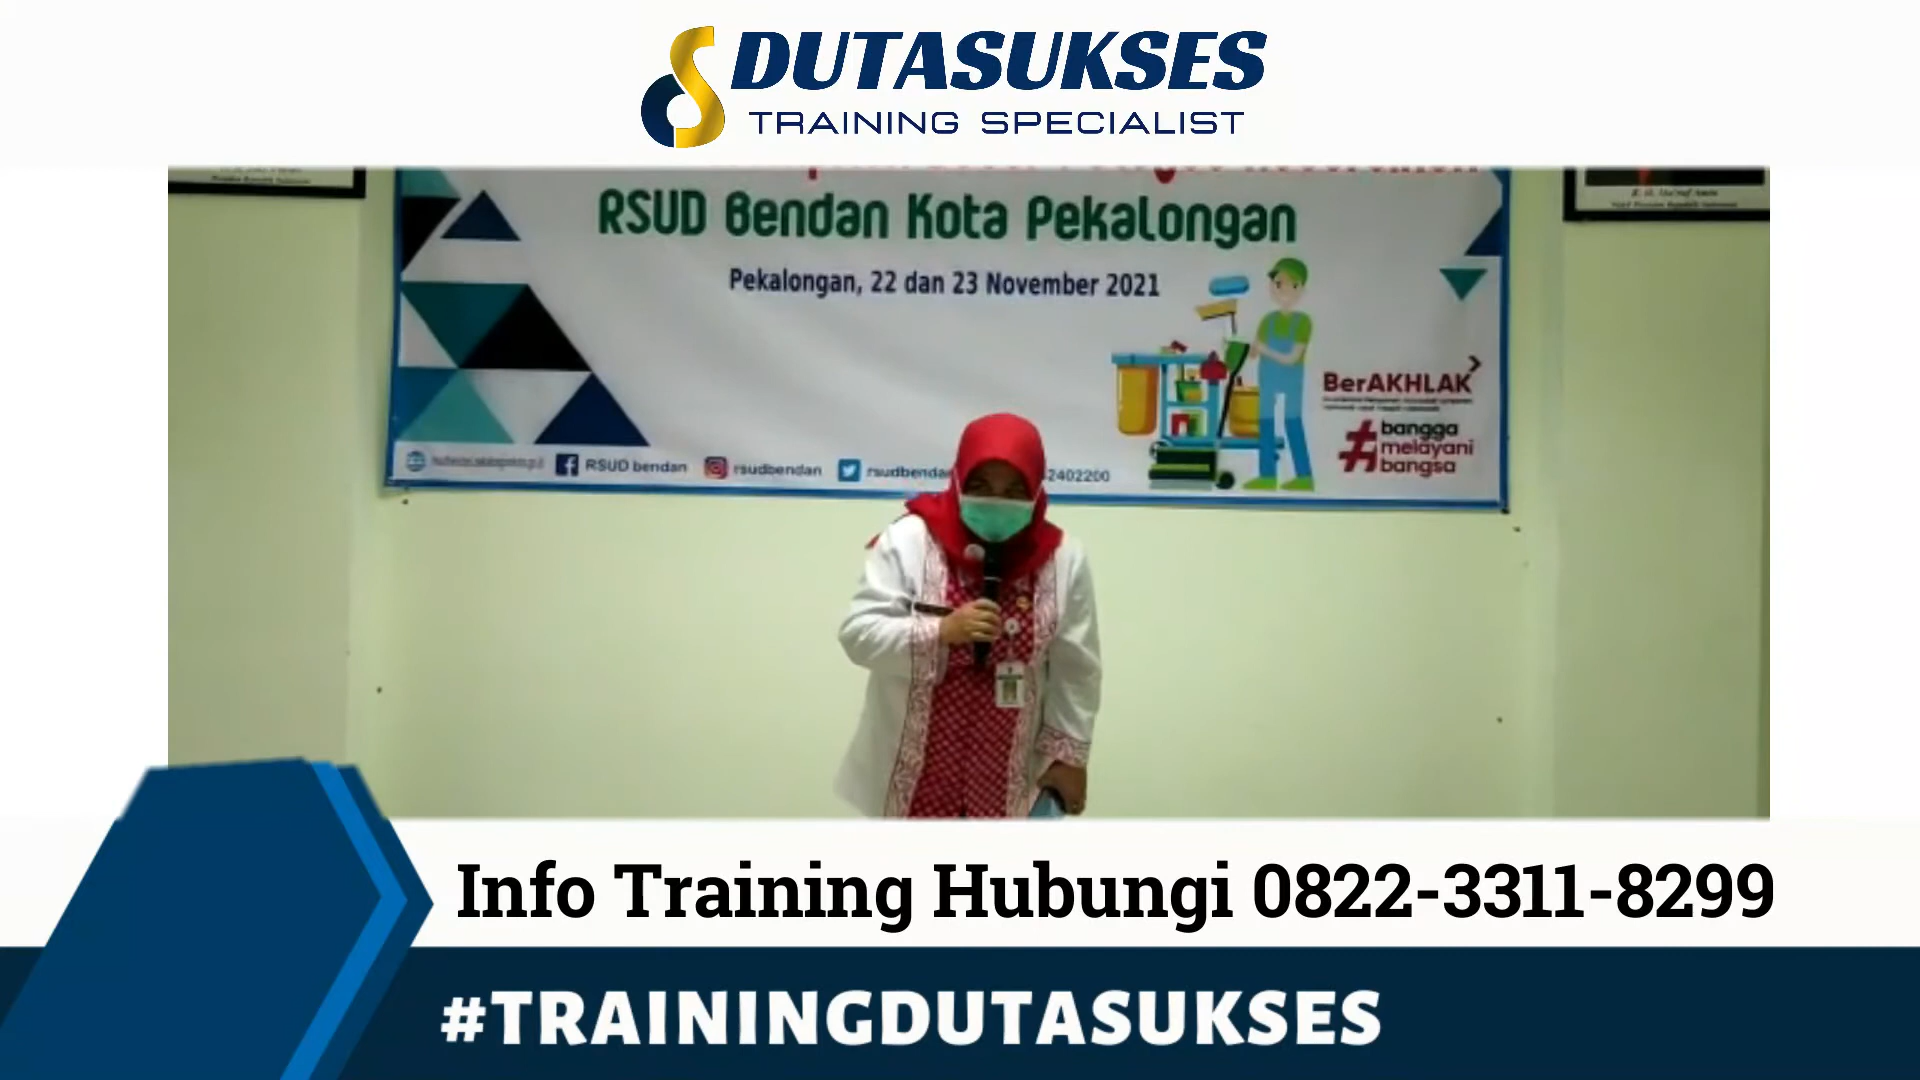 DUTASUKSES
TRAINING SPECIALIST
RSUD Bendan Kota Pekalongan
Pekalongan, 22 dan 23 November 2021
BerAKHLAK
#bangga
melayani
bangsa
RSUD bendan
rsudbendan
rsudbendan
2402200
Info Training Hubungi 0822-3311-8299
#TRAININGDUTASUKSES